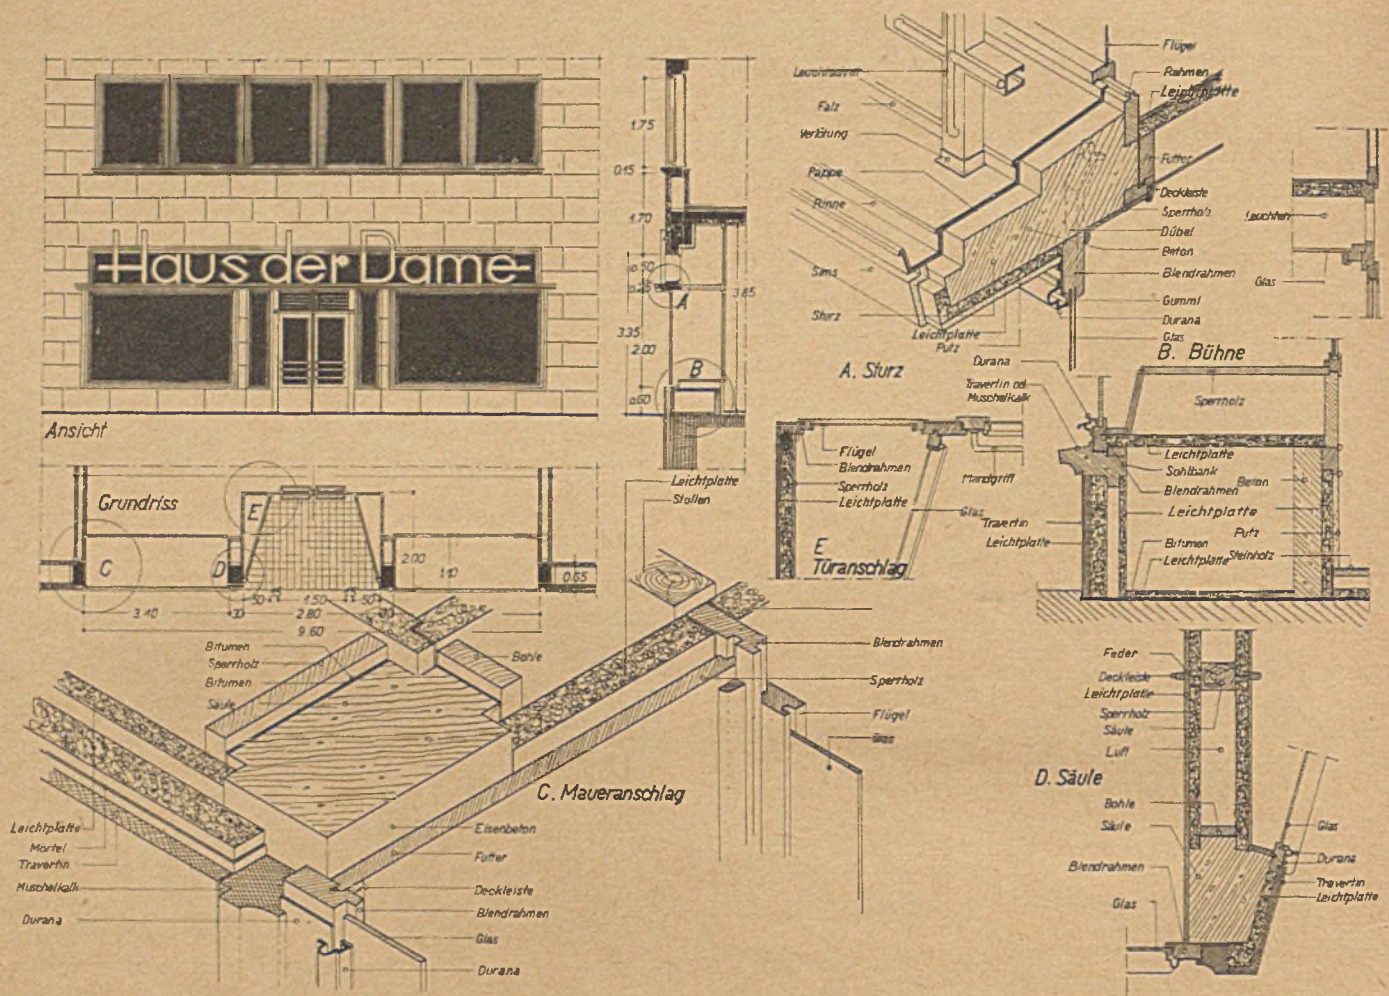 Haus der Dame
Ansicht
1.75
0.15
1.70
0.50
3.35
2.00
0.60
3.85
A
B
Leuchtröhre
Falz
Verlötung
Pappe
Rinne
Sims
Sturz
Leichtplatte
Putz
Flügel
Rahmen
Leichtplatte
Futter
Deckleiste
Sperrholz
Dübel
Beton
Blendrahmen
Gummi
Durana
Glas
A. Sturz
Leuchten
Glas
B. Bühne
Durana
Travertin od
Muschelkalk
Sperrholz
Leichtplatte
Sohlbank
Blendrahmen
Beton
Leichtplatte
Putz
Bitumen
Leichtplatte
Steinholz
Travertin
Leichtplatte
Grundriss
C
D
E
2.00
1.10
0.65
3.40
30
50
1.50
50
2.80
9.60
Flügel
Blendrahmen
Sperrholz
Leichtplatte
Handgriff
Glas
E
Türanschlag
Leichtplatte
Stollen
Bitumen
Sperrholz
Bitumen
Säule
Bohle
Blendrahmen
Sperrholz
Flügel
Glas
C. Maueranschlag
Leichtplatte
Mörtel
Travertin
Muschelkalk
Durana
Eisenbeton
Futter
Deckleiste
Blendrahmen
Glas
Durana
Feder
Deckleiste
Leichtplatte
Sperrholz
Säule
Luft
D. Säule
Bohle
Säule
Blendrahmen
Glas
Glas
Durana
Travertin
Leichtplatte